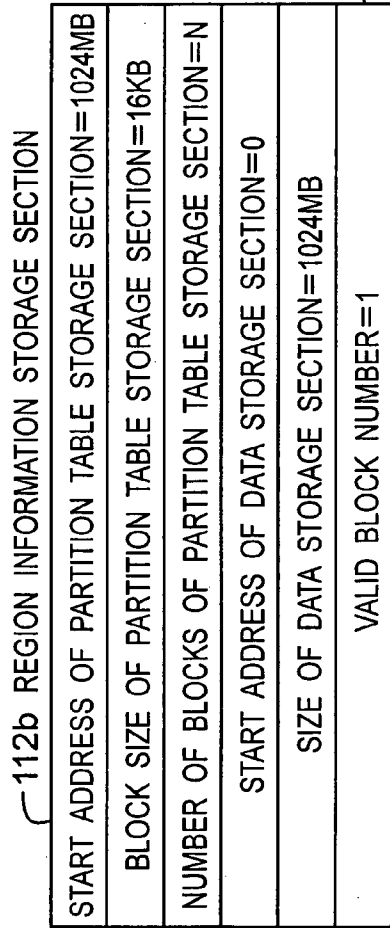 112b REGION INFORMATION STORAGE SECTION
START ADDRESS OF PARTITION TABLE STORAGE SECTION=1024MB
BLOCK SIZE OF PARTITION TABLE STORAGE SECTION=16KB
NUMBER OF BLOCKS OF PARTITION TABLE STORAGE SECTION=N
START ADDRESS OF DATA STORAGE SECTION=0
SIZE OF DATA STORAGE SECTION=1024MB
VALID BLOCK NUMBER=1